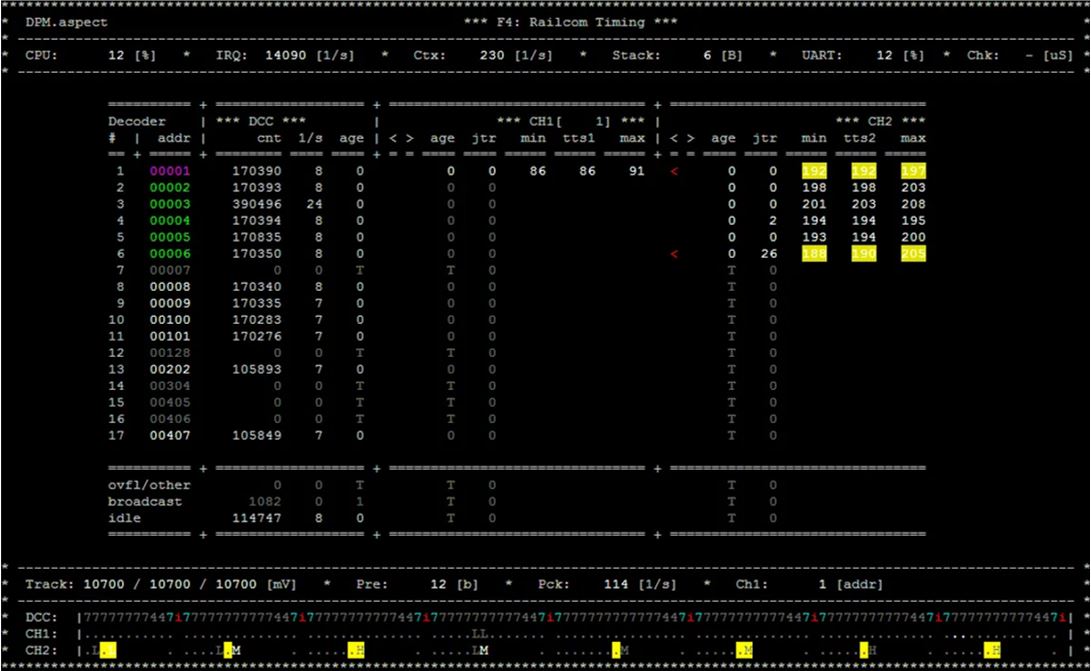 DPM.aspect *** F4: Railcom Timing ***
CPU: 12 [%] * IRQ: 14090 [1/s] * Ctx: 230 [1/s] * Stack: 6 [B] * UART: 12 [%] * Chk: - [uS]
Decoder | *** DCC *** | *** CH1[ 1] *** | *** CH2 ***
# | addr | cnt 1/s age | < > age jtr min tts1 max | < > age jtr min tts2 max
1 00001 170390 8 0 0 0 86 86 91 < 0 0 192 192 197
2 00002 170393 8 0 0 0 0 0 198 198 203
3 00003 390496 24 0 0 0 0 0 201 203 208
4 00004 170394 8 0 0 0 0 2 194 194 195
5 00005 170835 8 0 0 0 0 0 193 194 200
6 00006 170350 8 0 0 0 < 0 26 188 190 205
7 00007 0 0 T T 0 T 0
8 00008 170340 8 0 0 0 T 0
9 00009 170335 7 0 0 0 T 0
10 00100 170283 7 0 0 0 T 0
11 00101 170276 7 0 0 0 T 0
12 00128 0 0 T T 0 T 0
13 00202 105893 7 0 0 0 T 0
14 00304 0 0 T T 0 T 0
15 00405 0 0 T T 0 T 0
16 00406 0 0 T T 0 T 0
17 00407 105849 7 0 0 0 T 0
ovfl/other 0 0 T T 0 T 0
broadcast 1082 0 1 T 0 T 0
idle 114747 8 0 T 0 T 0
Track: 10700 / 10700 / 10700 [mV] * Pre: 12 [b] * Pck: 114 [1/s] * Ch1: 1 [addr]
DCC:
CH1: LL
CH2: L M L M H LM M M H H